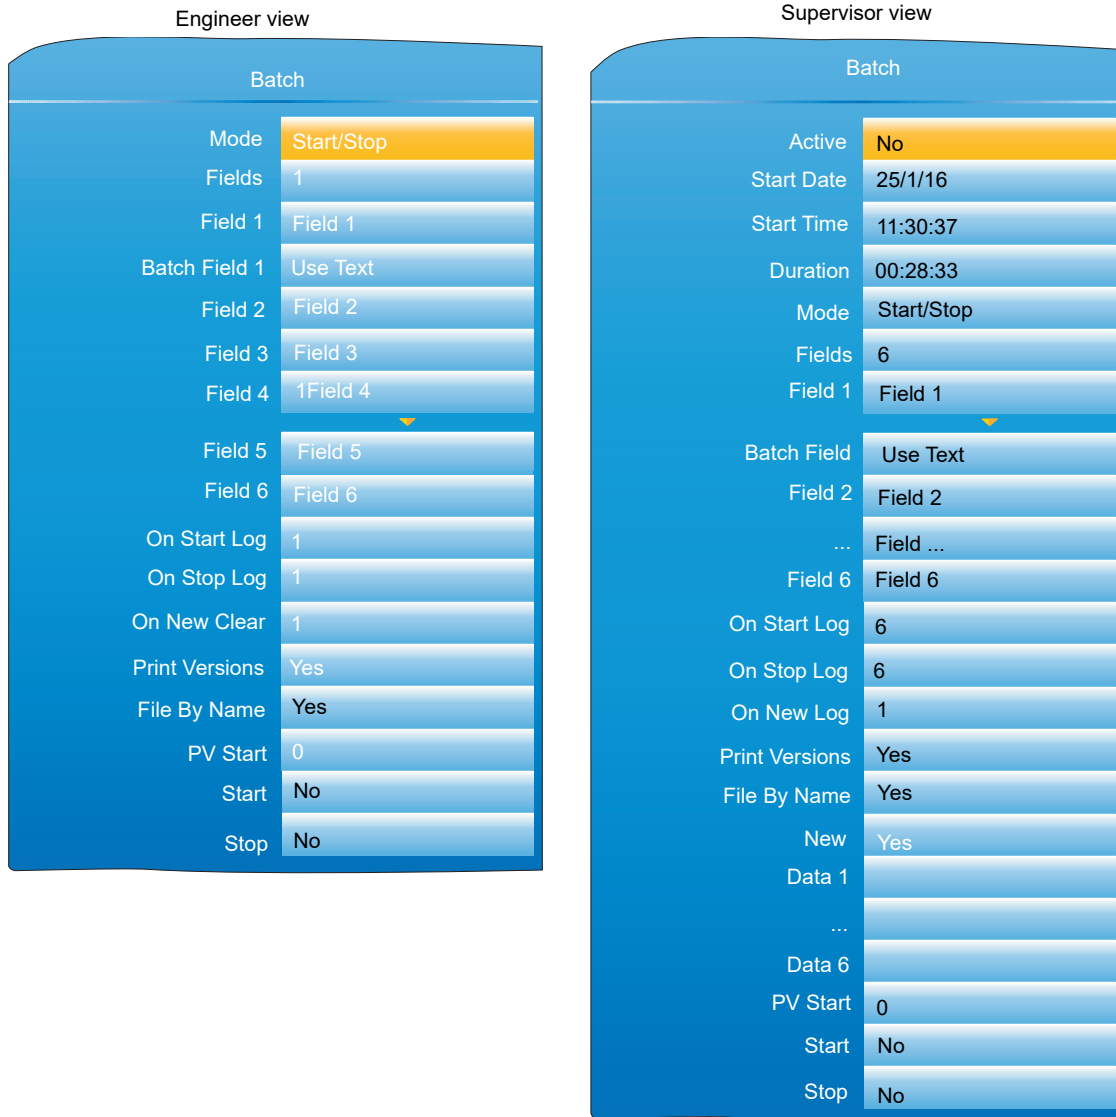 Engineer view
Batch
Mode Start/Stop
Fields 1
Field 1 Field 1
Batch Field 1 Use Text
Field 2 Field 2
Field 3 Field 3
Field 4 1Field 4
Field 5 Field 5
Field 6 Field 6
On Start Log 1
On Stop Log 1
On New Clear 1
Print Versions Yes
File By Name Yes
PV Start 0
Start No
Stop No
Supervisor view
Batch
Active No
Start Date 25/1/16
Start Time 11:30:37
Duration 00:28:33
Mode Start/Stop
Fields 6
Field 1 Field 1
Batch Field Use Text
Field 2 Field 2
... Field ...
Field 6 Field 6
On Start Log 6
On Stop Log 6
On New Log 1
Print Versions Yes
File By Name Yes
New Yes
Data 1
...
Data 6
PV Start 0
Start No
Stop No